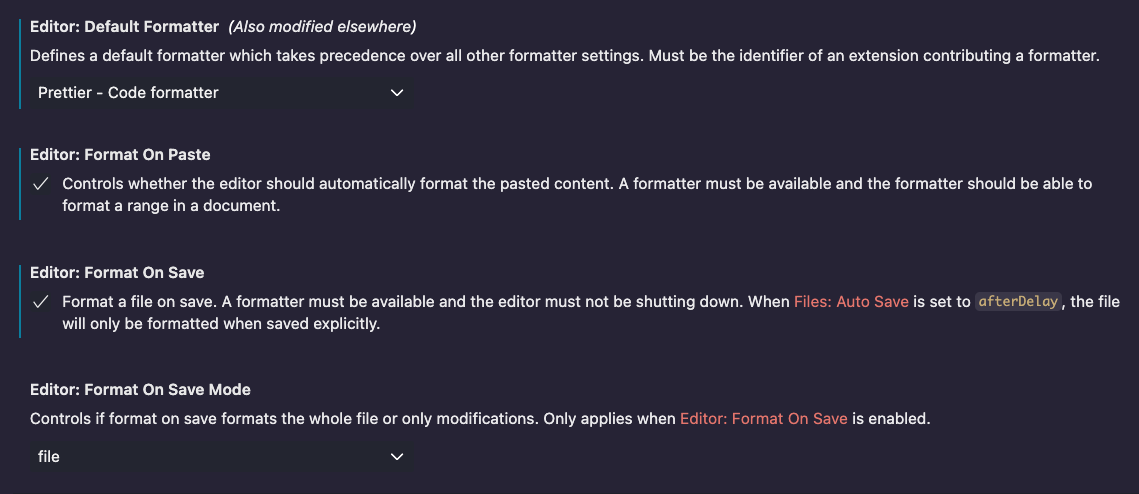 Editor: Default Formatter (Also modified elsewhere)
Defines a default formatter which takes precedence over all other formatter settings. Must be the identifier of an extension contributing a formatter.
Prettier - Code formatter
Editor: Format On Paste
Controls whether the editor should automatically format the pasted content. A formatter must be available and the formatter should be able to
format a range in a document.
Editor: Format On Save
Format a file on save. A formatter must be available and the editor must not be shutting down. When Files: Auto Save is set to afterDelay, the file
will only be formatted when saved explicitly.
Editor: Format On Save Mode
Controls if format on save formats the whole file or only modifications. Only applies when Editor: Format On Save is enabled.
file